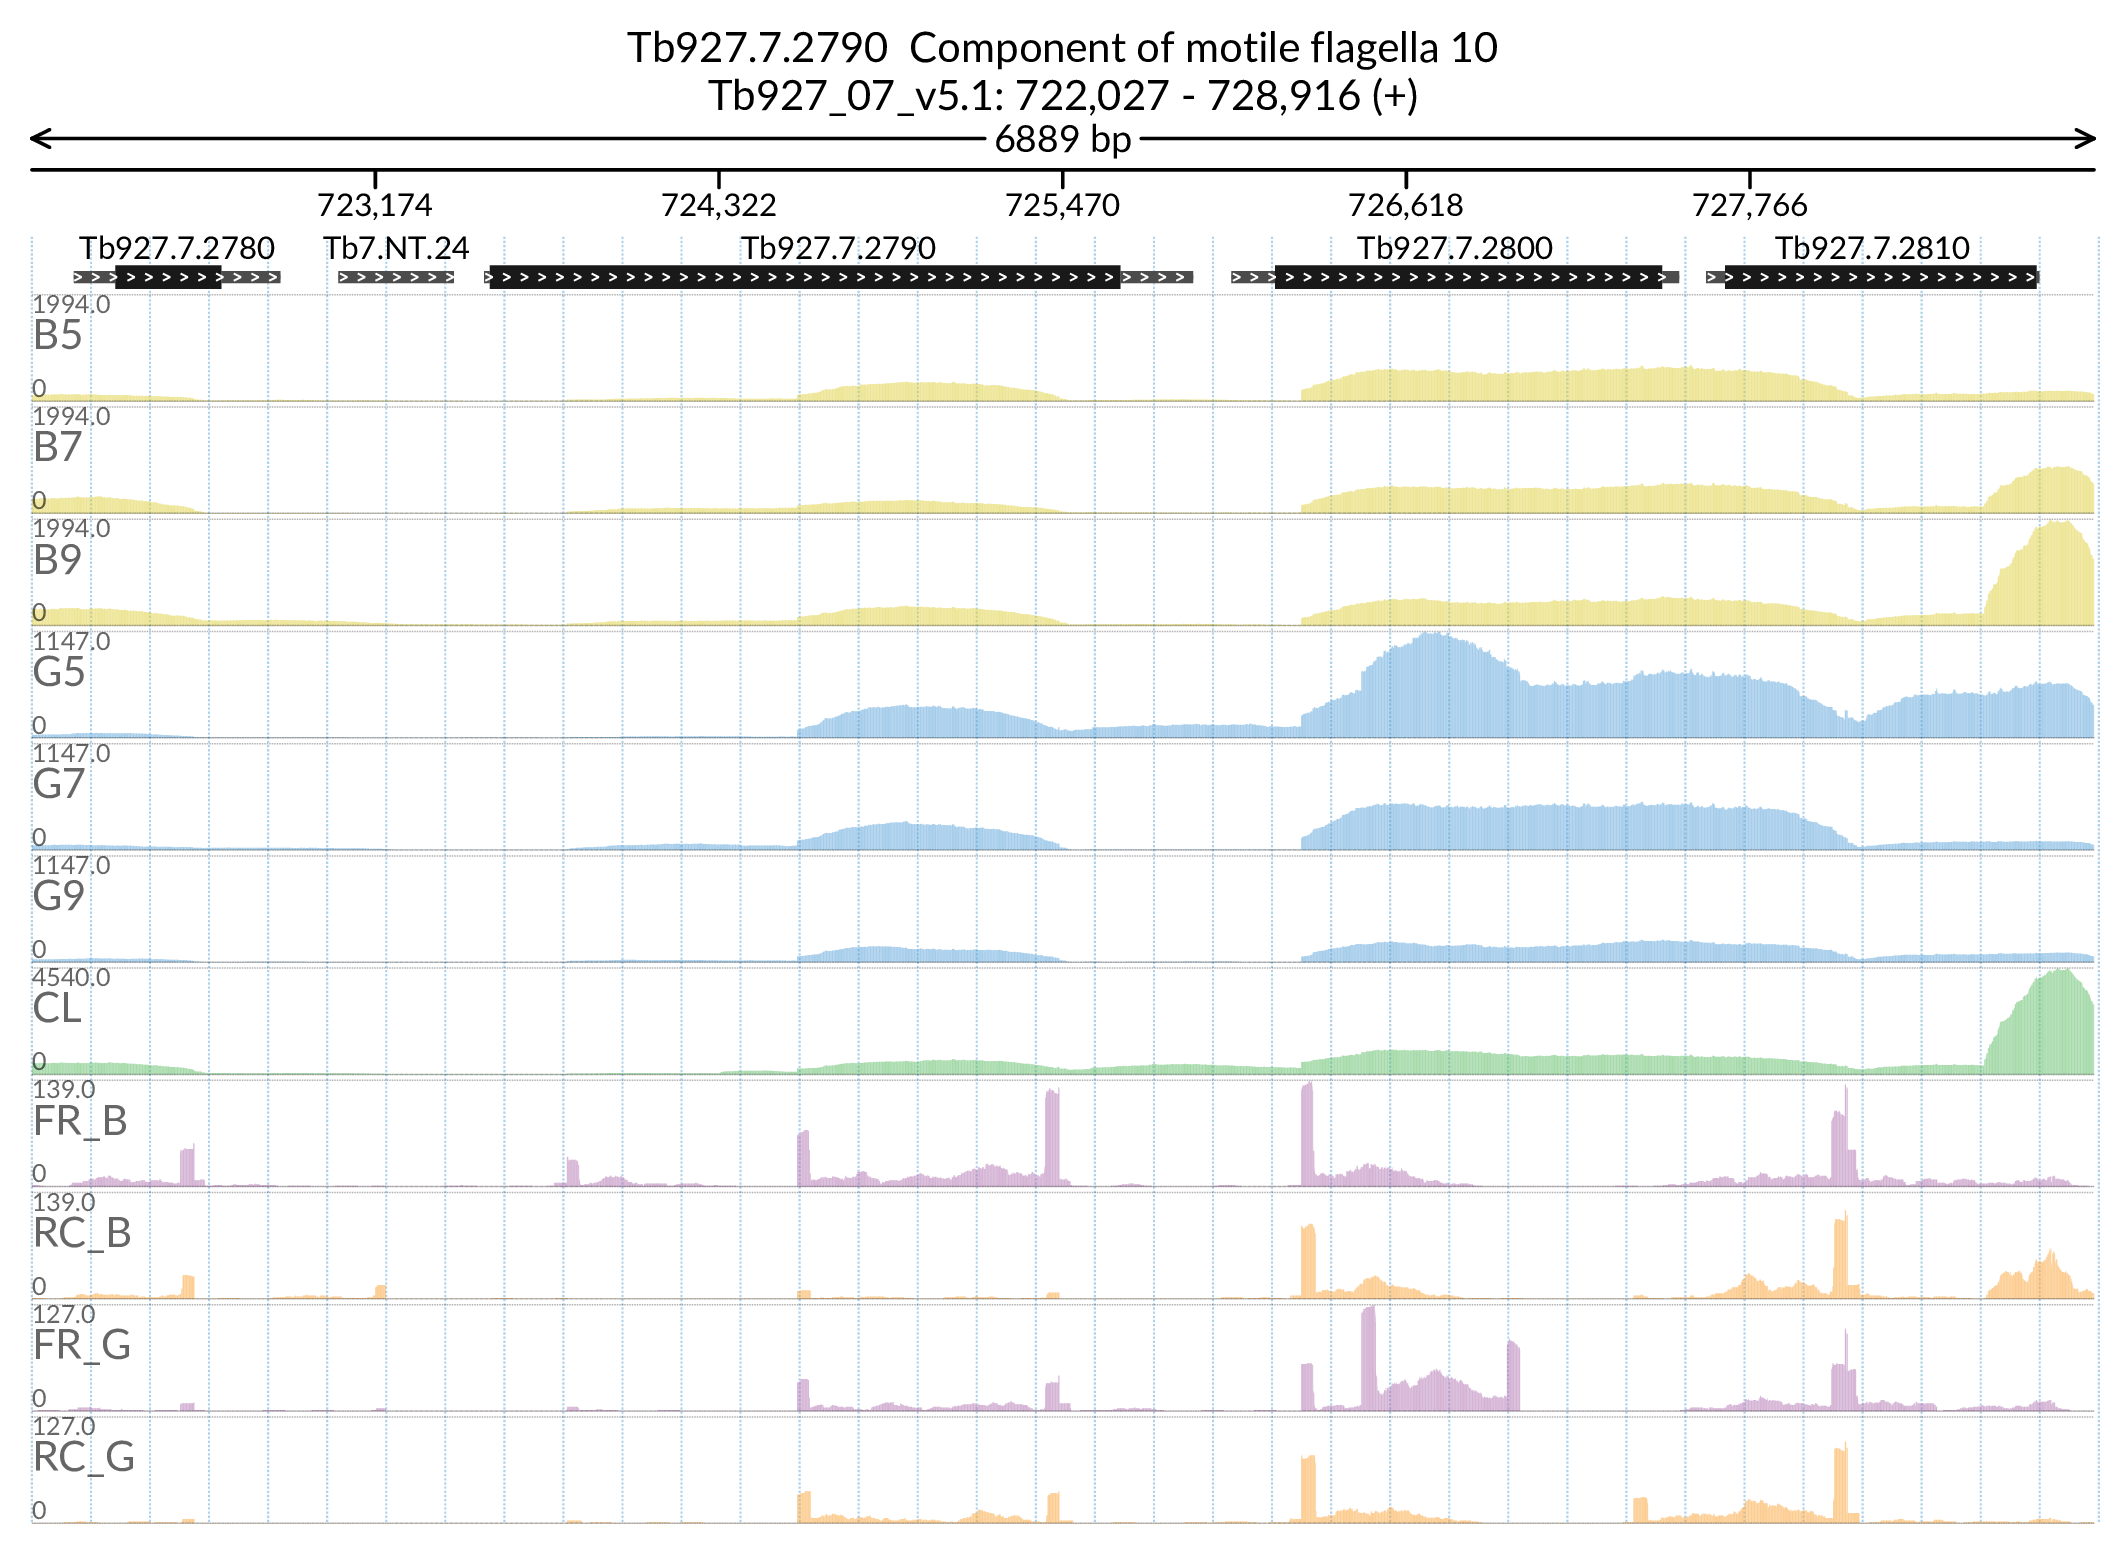 Tb927.7.2790  Component of motile flagella 10
Tb927_07_v5.1: 722,027 - 728,916 (+)
6889 bp
723,174 724,322 725,470 726,618 727,766
Tb927.7.2780 Tb7.NT.24 Tb927.7.2790 Tb927.7.2800 Tb927.7.2810
1994.0
B5
0
1994.0
B7
0
1994.0
B9
0
1147.0
G5
0
1147.0
G7
0
1147.0
G9
0
4540.0
CL
0
139.0
FR_B
0
139.0
RC_B
0
127.0
FR_G
0
127.0
RC_G
0